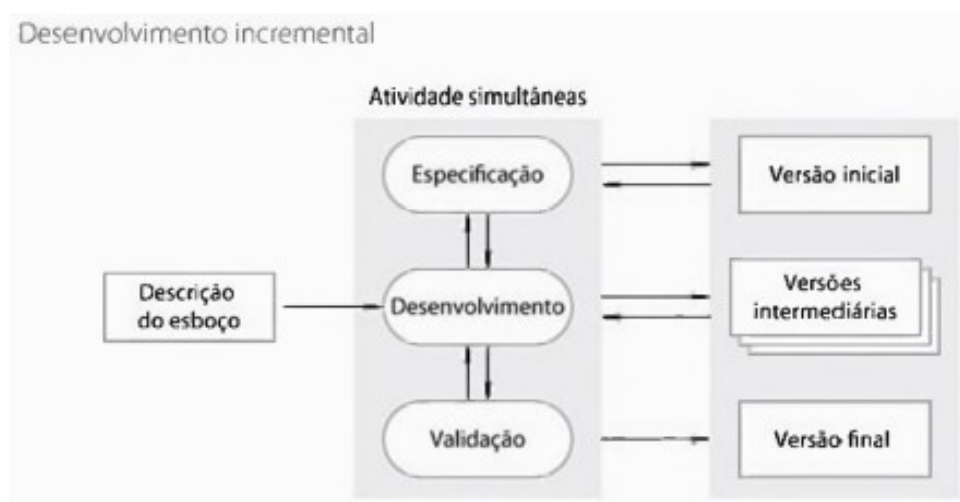 Desenvolvimento incremental
Atividade simultâneas
Especificação
Versão inicial
Descrição
do esboço
Desenvolvimento
Versões
intermediárias
Validação
Versão final